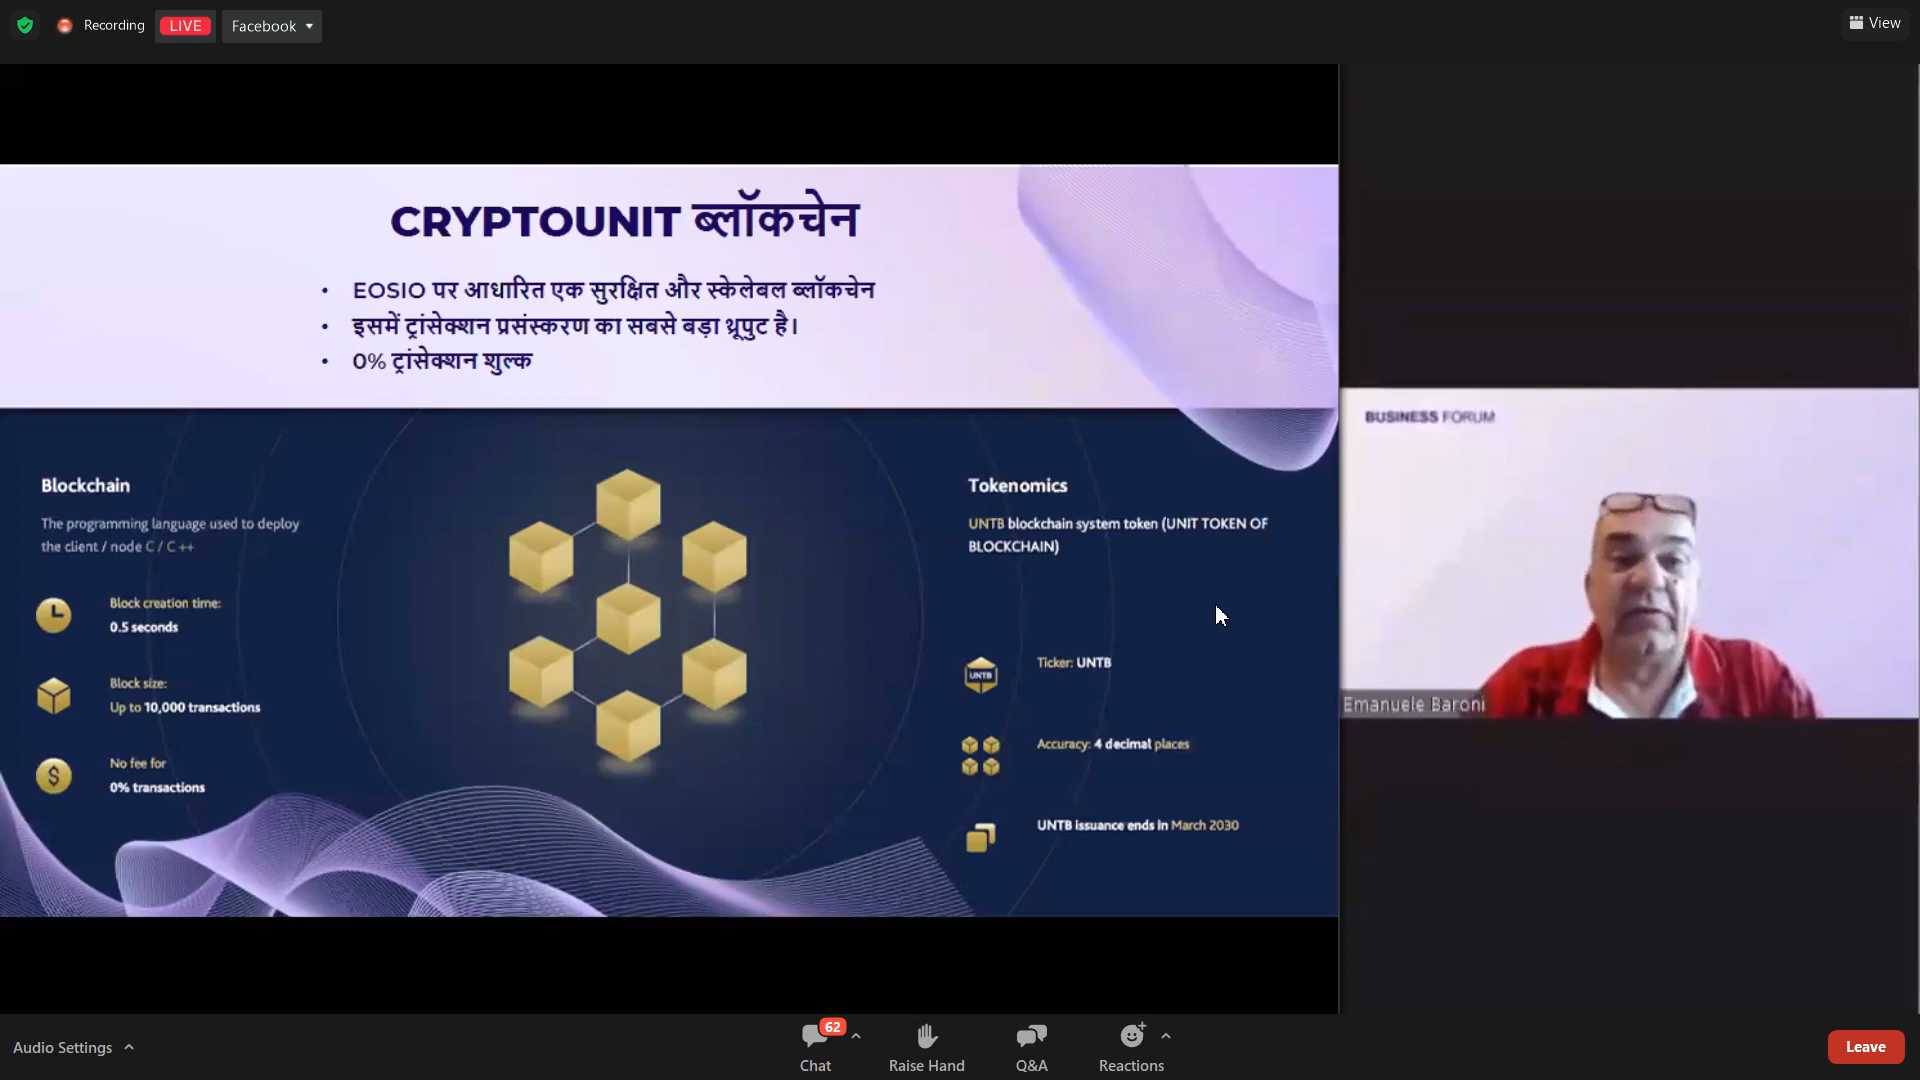 Recording
LIVE
Facebook
View
CRYPTOUNIT ब्लॉकचेन
• EOSIO पर आधारित एक सुरक्षित और स्केलेबल ब्लॉकचेन
• इसमें ट्रांसेक्शन प्रसंस्करण का सबसे बड़ा थ्रूपुट है।
• 0% ट्रांसेक्शन शुल्क
Blockchain
The programming language used to deploy
the client / node C / C ++
Block creation time:
0.5 seconds
Block size:
Up to 10,000 transactions
No fee for
0% transactions
Tokenomics
UNTB blockchain system token (UNIT TOKEN OF
BLOCKCHAIN)
UNTB
Ticker: UNTB
Accuracy: 4 decimal places
UNTB issuance ends in March 2030
BUSINESS FORUM
Emanuele Baroni
Audio Settings
62
Chat
Raise Hand
Q&A
Reactions
Leave